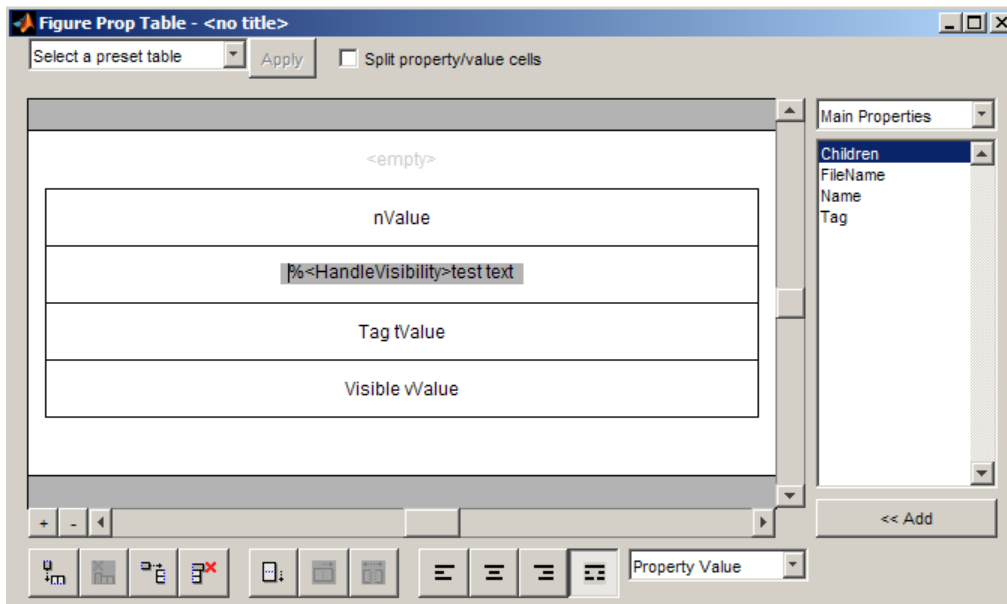 Figure Prop Table - <no title>
Select a preset table
Apply
Split property/value cells
Main Properties
<empty>
Children
FileName
Name
Tag
nValue
%<HandleVisibility>test text
Tag tValue
Visible vValue
+ -
<< Add
Property Value